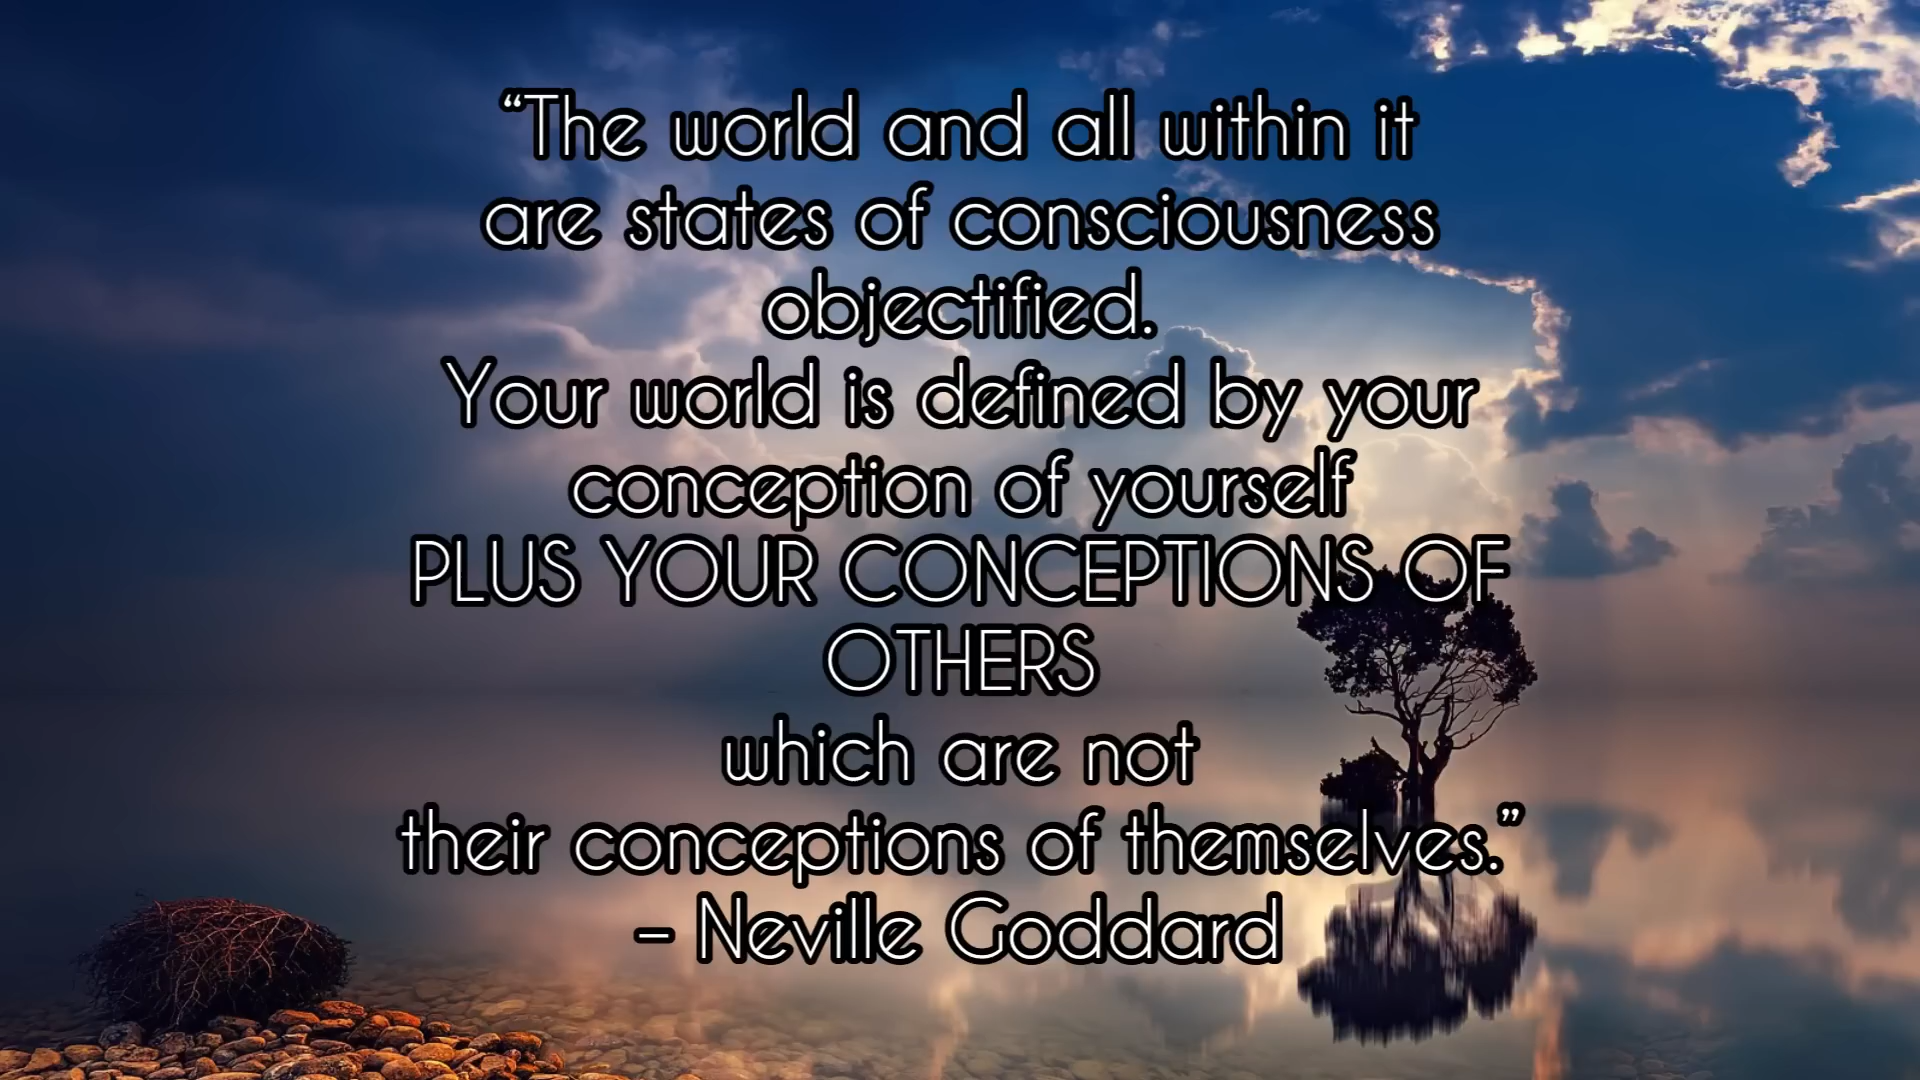 “The world and all within it
are states of consciousness
objectified.
Your world is defined by your
conception of yourself
PLUS YOUR CONCEPTIONS OF
OTHERS
which are not
their conceptions of themselves.”
– Neville Goddard